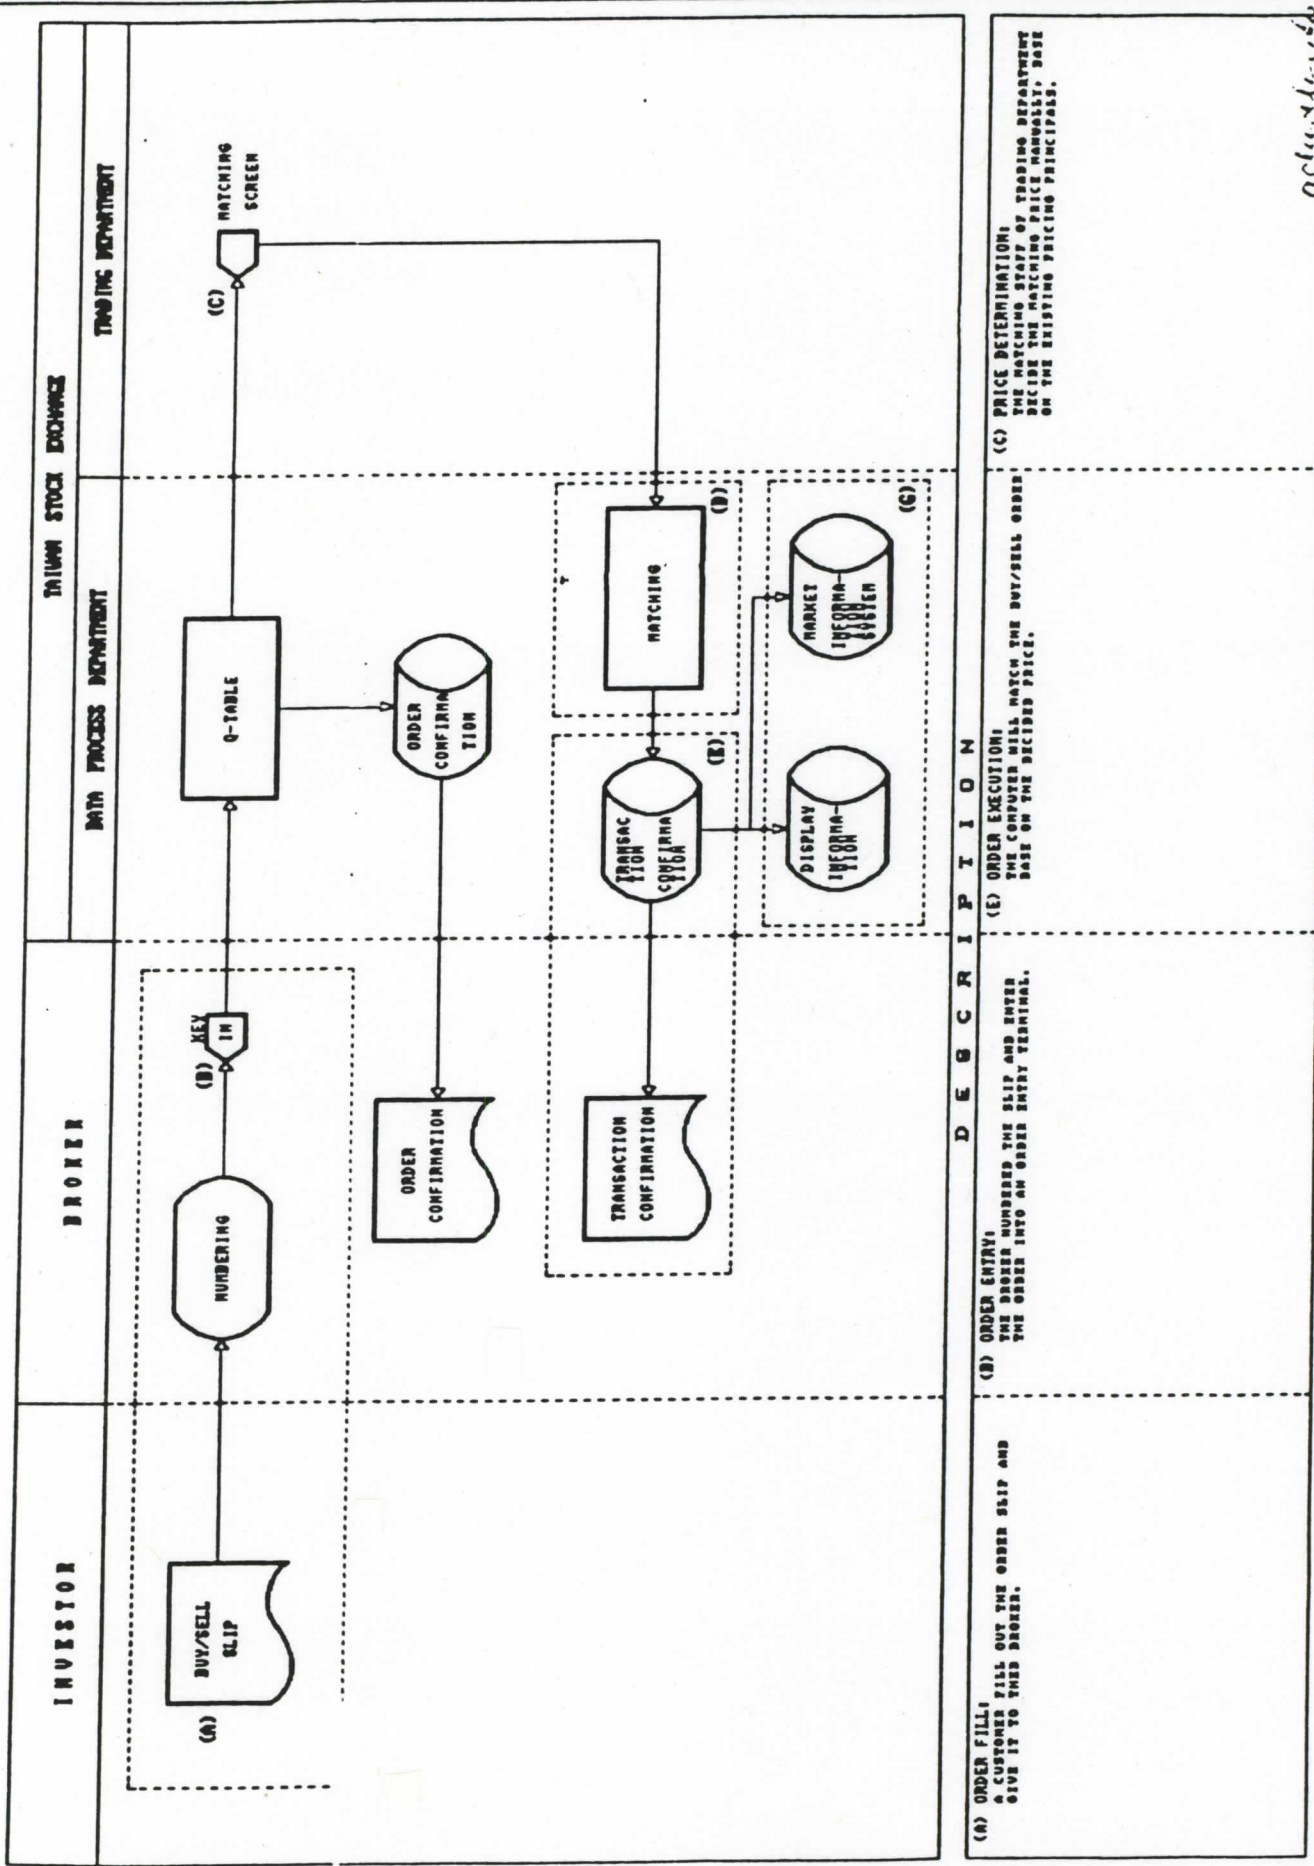 INVESTOR
BROKER
TAIWAN STOCK EXCHANGE
DATA PROCESS DEPARTMENT
TRADING DEPARTMENT
(A)
BUY/SELL
SLIP
NUMBERING
(B)
KEY
IN
Q-TABLE
(C)
MATCHING
SCREEN
ORDER
CONFIRMATION
ORDER
CONFIRMA
TION
TRANSACTION
CONFIRMATION
TRANSAC
TION
CONFIRMA
TION
(E)
MATCHING
(D)
DISPLAY
INFORMA-
TION
MARKET
INFORMA-
TION
SYSTEM
(G)
DESCRIPTION
(A) ORDER FILL:
A CUSTOMER FILL OUT THE ORDER SLIP AND
GIVE IT TO THED BROKER.
(B) ORDER ENTRY:
THE BROKER NUMBERED THE SLIP AND ENTER
THE ORDER INTO AN ORDER ENTRY TERMINAL.
(E) ORDER EXECUTION:
THE COMPUTER WILL MATCH THE BUY/SELL ORDER
BASE ON THE DECIDED PRICE.
(C) PRICE DETERMINATION:
THE MATCHING STAFF OF TRADING DEPARTMENT
DECIDE THE MATCHING PRICE MANUALLY, BASE
ON THE EXISTING PRICING PRINCIPALS.